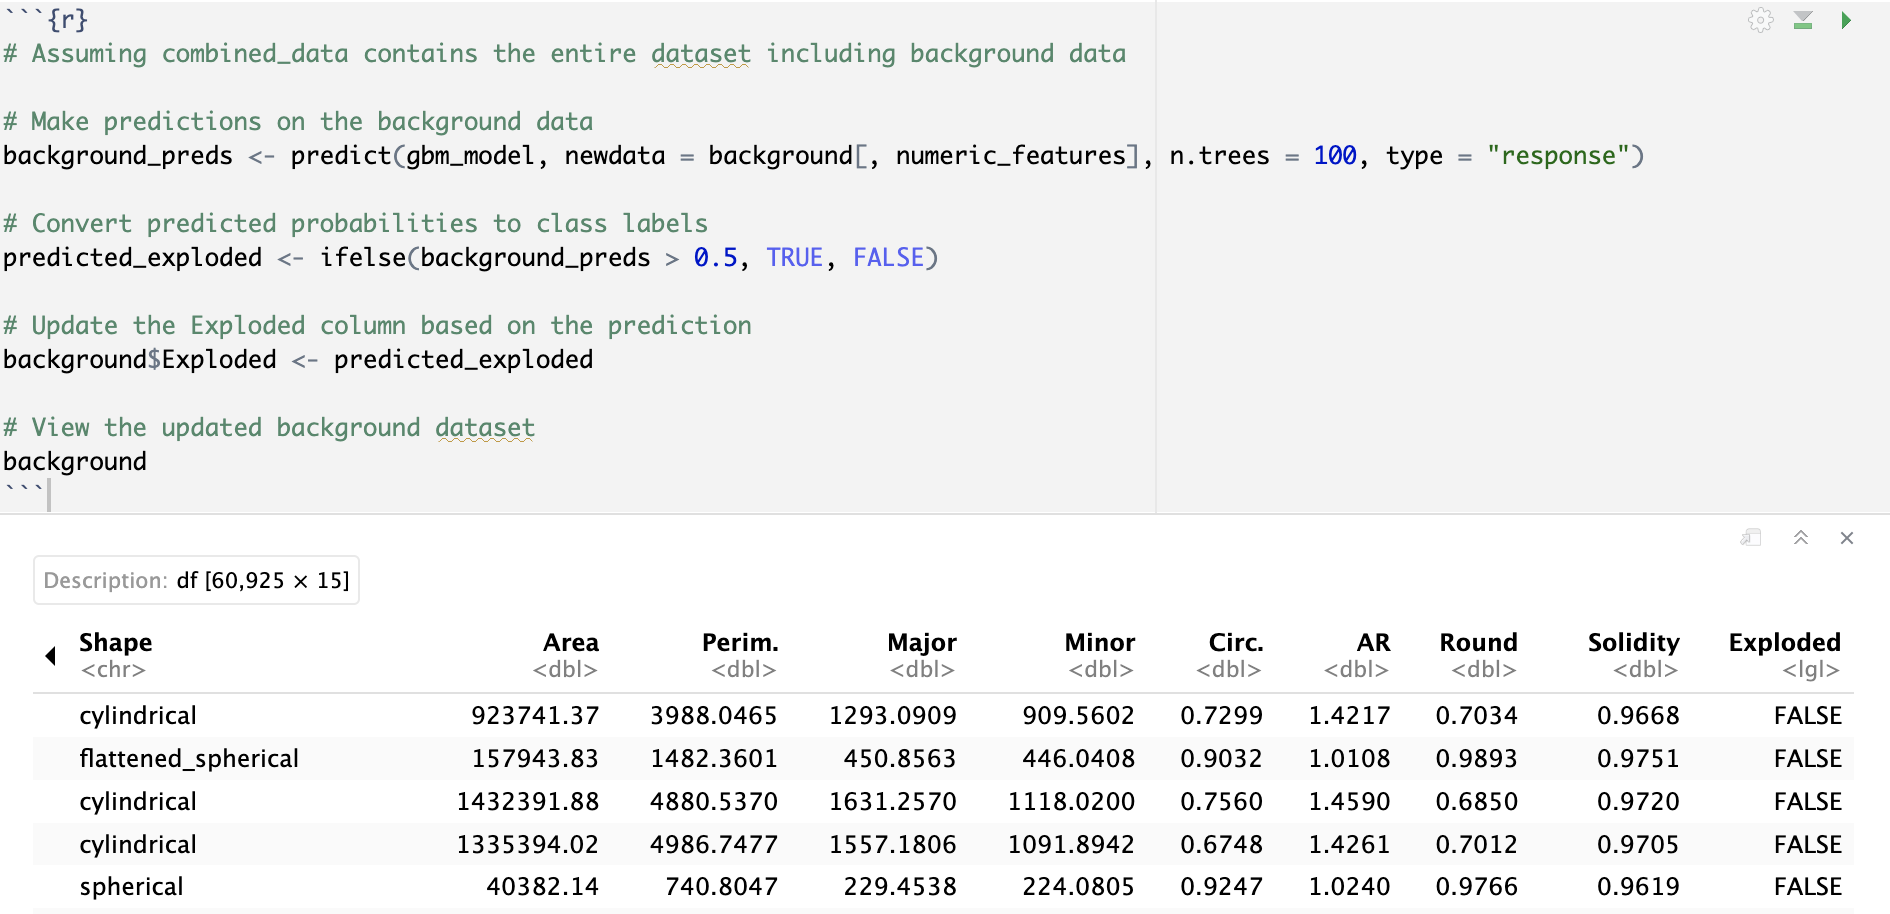 ```{r}
# Assuming combined_data contains the entire dataset including background data
# Make predictions on the background data
background_preds <- predict(gbm_model, newdata = background[, numeric_features], n.trees = 100, type = "response")
# Convert predicted probabilities to class labels
predicted_exploded <- ifelse(background_preds > 0.5, TRUE, FALSE)
# Update the Exploded column based on the prediction
background$Exploded <- predicted_exploded
# View the updated background dataset
background
```
Description: df [60,925 × 15]
Shape Area Perim. Major Minor Circ. AR Round Solidity Exploded
<chr> <dbl> <dbl> <dbl> <dbl> <dbl> <dbl> <dbl> <dbl> <lgl>
cylindrical 923741.37 3988.0465 1293.0909 909.5602 0.7299 1.4217 0.7034 0.9668 FALSE
flattened_spherical 157943.83 1482.3601 450.8563 446.0408 0.9032 1.0108 0.9893 0.9751 FALSE
cylindrical 1432391.88 4880.5370 1631.2570 1118.0200 0.7560 1.4590 0.6850 0.9720 FALSE
cylindrical 1335394.02 4986.7477 1557.1806 1091.8942 0.6748 1.4261 0.7012 0.9705 FALSE
spherical 40382.14 740.8047 229.4538 224.0805 0.9247 1.0240 0.9766 0.9619 FALSE